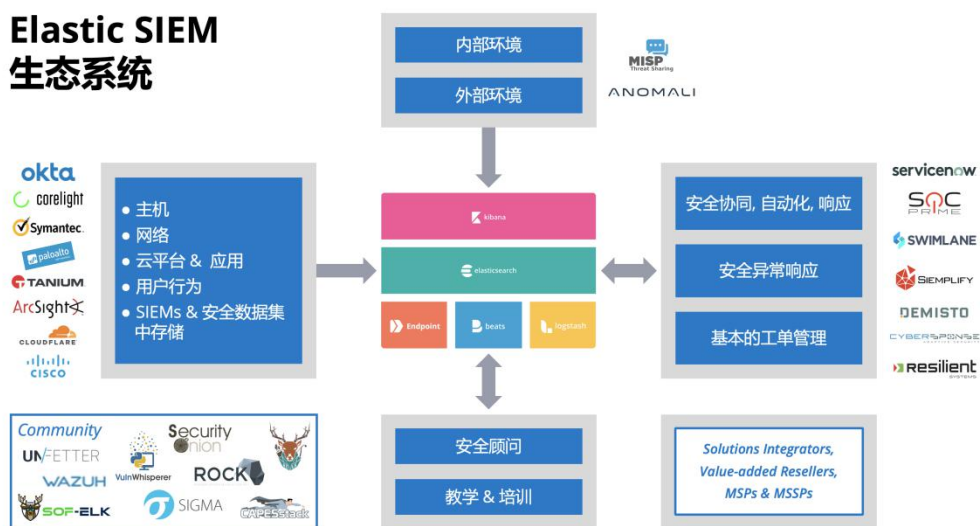 Elastic SIEM
生态系统
内部环境
外部环境
MISP
Threat Sharing
ANOMALI
okta
corelight
Symantec.
paloalto
TANIUM
ArcSight
CLOUDFLARE
CISCO
● 主机
● 网络
● 云平台 & 应用
● 用户行为
● SIEMs & 安全数据集
中存储
kibana
elasticsearch
Endpoint
beats
logstash
安全协同, 自动化, 响应
安全异常响应
基本的工单管理
servicenow
SOC
PRIME
SWIMLANE
SIEMPLIFY
DEMISTO
CYBERSPONSE
Resilient
SYSTEMS
Community
UNFETTER
WAZUH
SOF-ELK
VulnWhisperer
Security
Onion
ROCK
SIGMA
CAPESstack
安全顾问
教学 & 培训
Solutions Integrators,
Value-added Resellers,
MSPs & MSSPs